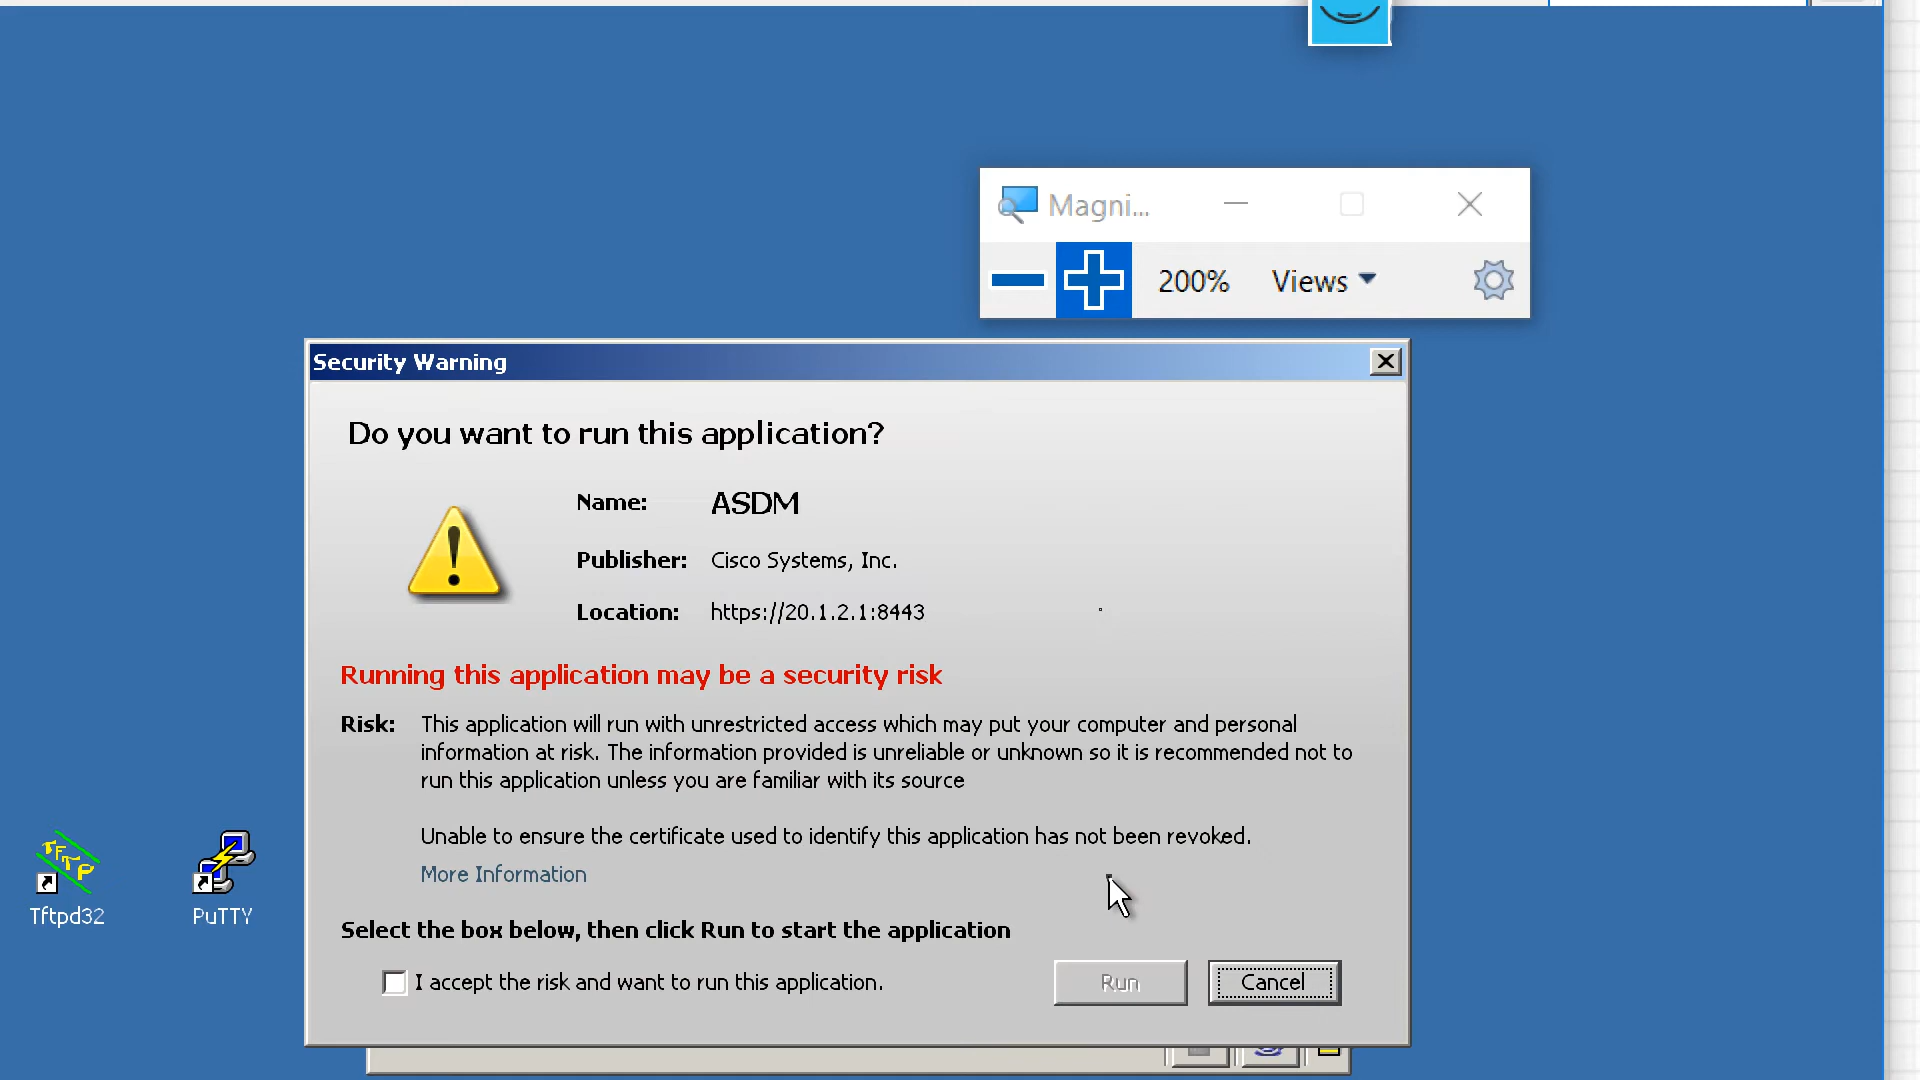 Magni...
200% Views
Security Warning
Do you want to run this application?
Name: ASDM
Publisher: Cisco Systems, Inc.
Location: https://20.1.2.1:8443
Running this application may be a security risk
Risk: This application will run with unrestricted access which may put your computer and personal
information at risk. The information provided is unreliable or unknown so it is recommended not to
run this application unless you are familiar with its source
Unable to ensure the certificate used to identify this application has not been revoked.
More Information
Select the box below, then click Run to start the application
I accept the risk and want to run this application.
Run Cancel
TFTP
Tftpd32 PuTTY